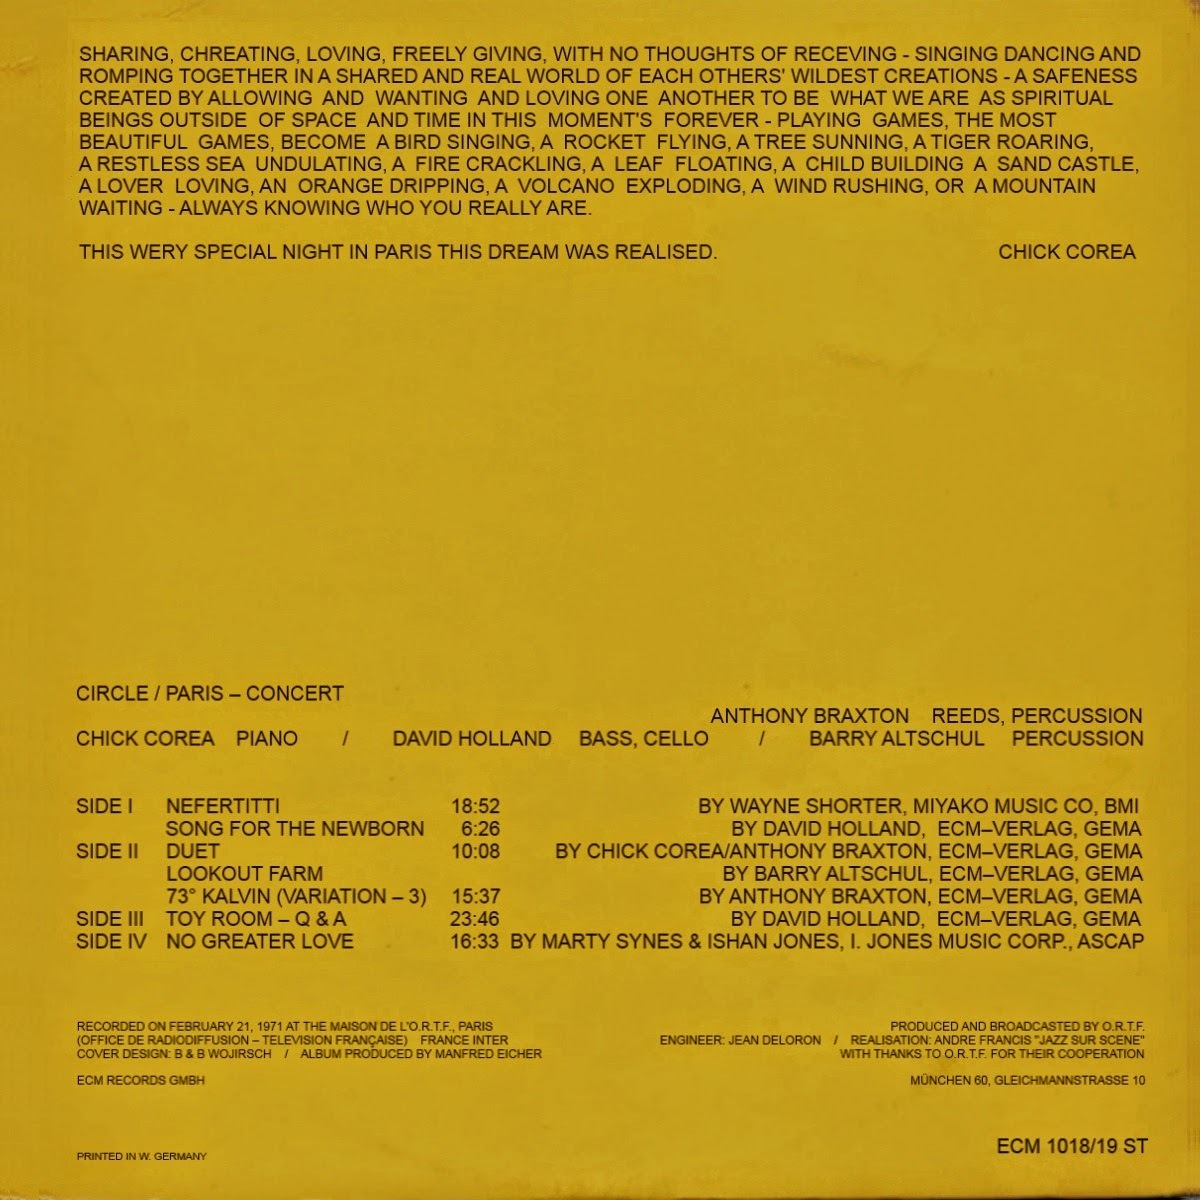 SHARING, CHREATING, LOVING, FREELY GIVING, WITH NO THOUGHTS OF RECEVING - SINGING DANCING AND
ROMPING TOGETHER IN A SHARED AND REAL WORLD OF EACH OTHERS' WILDEST CREATIONS - A SAFENESS
CREATED BY ALLOWING AND WANTING AND LOVING ONE ANOTHER TO BE WHAT WE ARE AS SPIRITUAL
BEINGS OUTSIDE OF SPACE AND TIME IN THIS MOMENT'S FOREVER - PLAYING GAMES, THE MOST
BEAUTIFUL GAMES, BECOME A BIRD SINGING, A ROCKET FLYING, A TREE SUNNING, A TIGER ROARING,
A RESTLESS SEA UNDULATING, A FIRE CRACKLING, A LEAF FLOATING, A CHILD BUILDING A SAND CASTLE,
A LOVER LOVING, AN ORANGE DRIPPING, A VOLCANO EXPLODING, A WIND RUSHING, OR A MOUNTAIN
WAITING - ALWAYS KNOWING WHO YOU REALLY ARE.
THIS WERY SPECIAL NIGHT IN PARIS THIS DREAM WAS REALISED. CHICK COREA
CIRCLE / PARIS – CONCERT
ANTHONY BRAXTON REEDS, PERCUSSION
CHICK COREA PIANO / DAVID HOLLAND BASS, CELLO / BARRY ALTSCHUL PERCUSSION
SIDE I NEFERTITTI 18:52 BY WAYNE SHORTER, MIYAKO MUSIC CO, BMI
SONG FOR THE NEWBORN 6:26 BY DAVID HOLLAND, ECM–VERLAG, GEMA
SIDE II DUET 10:08 BY CHICK COREA/ANTHONY BRAXTON, ECM–VERLAG, GEMA
LOOKOUT FARM BY BARRY ALTSCHUL, ECM–VERLAG, GEMA
73° KALVIN (VARIATION – 3) 15:37 BY ANTHONY BRAXTON, ECM–VERLAG, GEMA
SIDE III TOY ROOM – Q & A 23:46 BY DAVID HOLLAND, ECM–VERLAG, GEMA
SIDE IV NO GREATER LOVE 16:33 BY MARTY SYNES & ISHAN JONES, I. JONES MUSIC CORP., ASCAP
RECORDED ON FEBRUARY 21, 1971 AT THE MAISON DE L'O.R.T.F., PARIS PRODUCED AND BROADCASTED BY O.R.T.F.
(OFFICE DE RADIODIFFUSION – TELEVISION FRANÇAISE) FRANCE INTER ENGINEER: JEAN DELORON / REALISATION: ANDRE FRANCIS "JAZZ SUR SCENE"
COVER DESIGN: B & B WOJIRSCH / ALBUM PRODUCED BY MANFRED EICHER WITH THANKS TO O.R.T.F. FOR THEIR COOPERATION
ECM RECORDS GMBH MÜNCHEN 60, GLEICHMANNSTRASSE 10
PRINTED IN W. GERMANY ECM 1018/19 ST